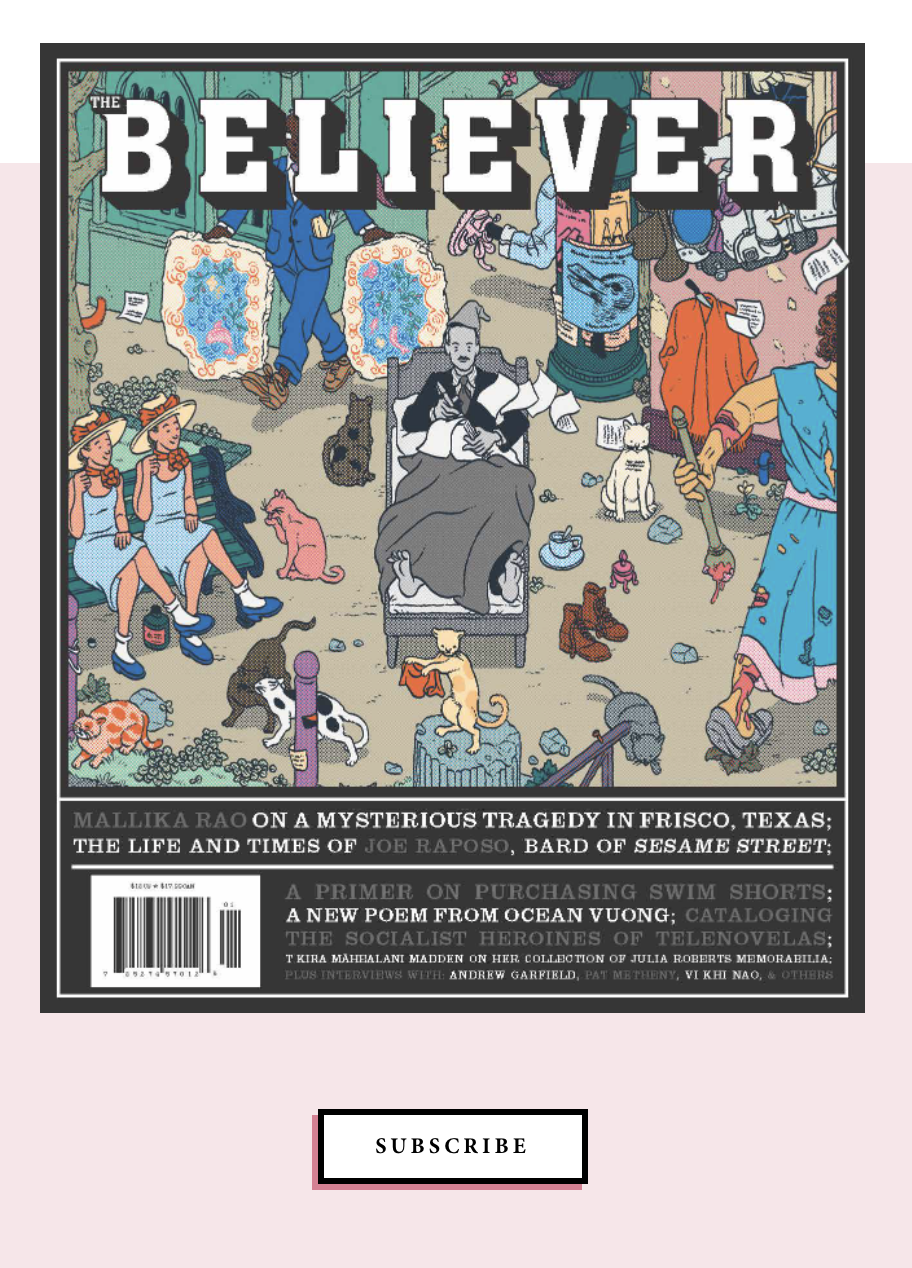 THE
BELIEVER
MALLIKA RAO ON A MYSTERIOUS TRAGEDY IN FRISCO, TEXAS;
THE LIFE AND TIMES OF JOE RAPOSO, BARD OF SESAME STREET;
A PRIMER ON PURCHASING SWIM SHORTS;
A NEW POEM FROM OCEAN VUONG; CATALOGING
THE SOCIALIST HEROINES OF TELENOVELAS;
T KIRA MĀHEALANI MADDEN ON HER COLLECTION OF JULIA ROBERTS MEMORABILIA;
PLUS INTERVIEWS WITH: ANDREW GARFIELD, PAT METHENY, VI KHI NAO, & OTHERS
01
SUBSCRIBE